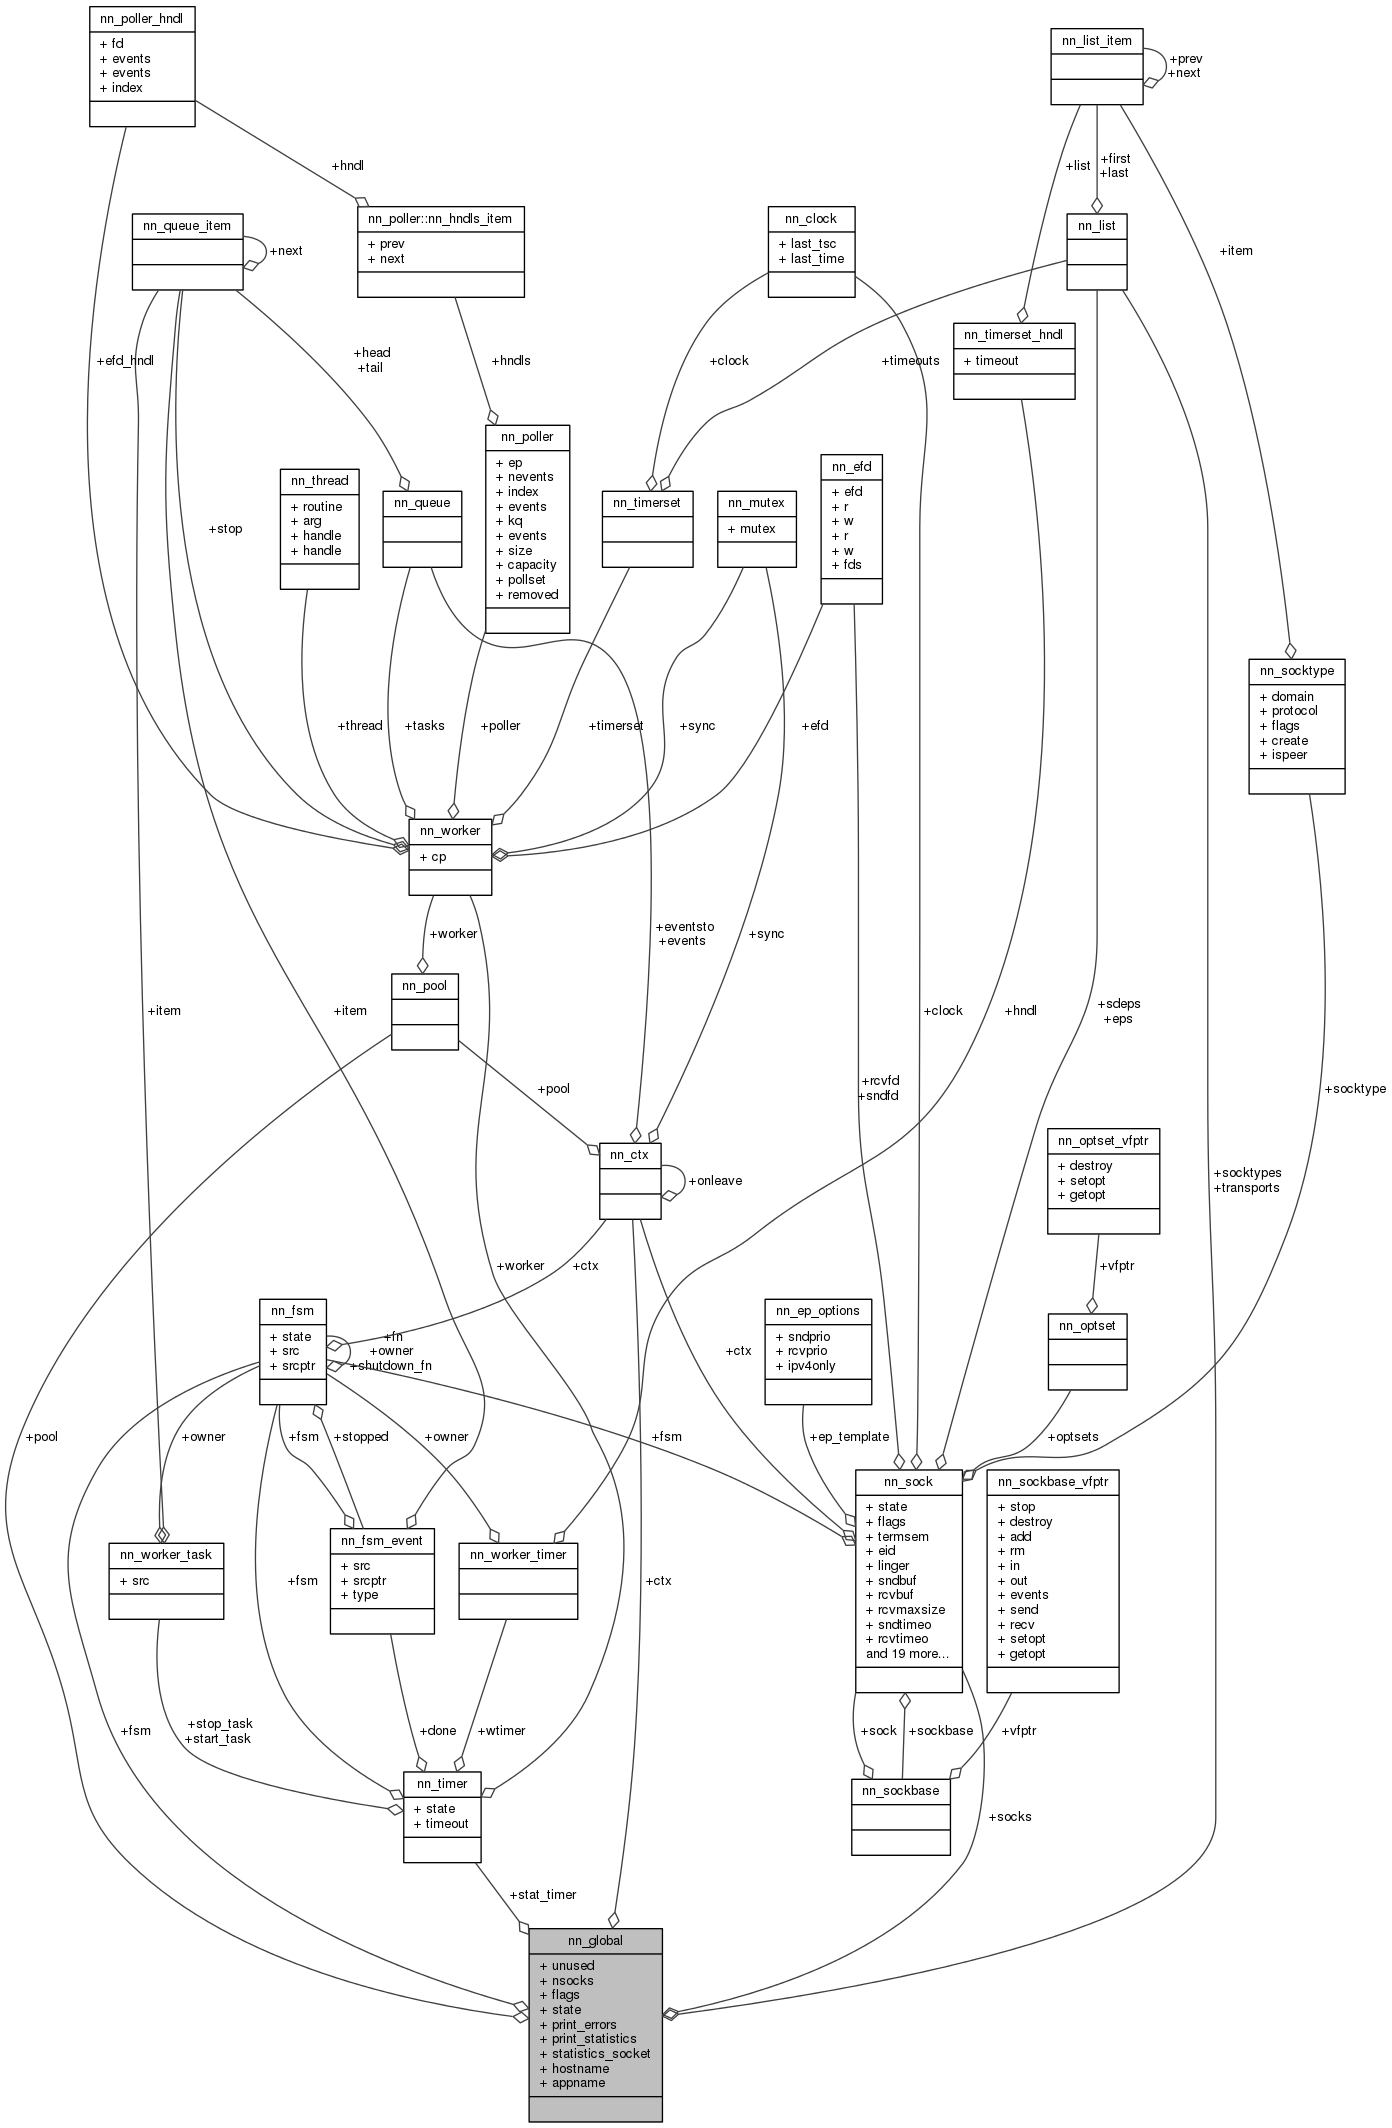 nn_poller_hndl
+ fd
+ events
+ events
+ index
nn_list_item
+prev
+next
+hndl
+list
+first
+last
nn_queue_item
+next
nn_poller::nn_hndls_item
+ prev
+ next
nn_clock
+ last_tsc
+ last_time
nn_list
+item
nn_timerset_hndl
+ timeout
+efd_hndl
+head
+tail
+hndls
+clock
+timeouts
nn_poller
+ ep
+ nevents
+ index
+ events
+ kq
+ events
+ size
+ capacity
+ pollset
+ removed
nn_thread
+ routine
+ arg
+ handle
+ handle
nn_queue
nn_timerset
nn_mutex
+ mutex
nn_efd
+ efd
+ r
+ w
+ r
+ w
+ fds
+stop
nn_socktype
+ domain
+ protocol
+ flags
+ create
+ ispeer
+thread
+tasks
+poller
+timerset
+sync
+efd
nn_worker
+ cp
+worker
+eventsto
+events
+sync
nn_pool
+item
+item
+clock
+hndl
+sdeps
+eps
+pool
+rcvfd
+sndfd
+socktype
nn_ctx
+onleave
nn_optset_vfptr
+ destroy
+ setopt
+ getopt
+socktypes
+transports
+worker
+ctx
+vfptr
nn_fsm
+ state
+ src
+ srcptr
+fn
+owner
+shutdown_fn
+ctx
nn_ep_options
+ sndprio
+ rcvprio
+ ipv4only
nn_optset
+pool
+owner
+fsm
+stopped
+owner
+fsm
+ep_template
+optsets
nn_worker_task
+ src
nn_fsm_event
+ src
+ srcptr
+ type
nn_worker_timer
+fsm
+ctx
nn_sock
+ state
+ flags
+ termsem
+ eid
+ linger
+ sndbuf
+ rcvbuf
+ rcvmaxsize
+ sndtimeo
+ rcvtimeo
and 19 more...
nn_sockbase_vfptr
+ stop
+ destroy
+ add
+ rm
+ in
+ out
+ events
+ send
+ recv
+ setopt
+ getopt
+fsm
+stop_task
+start_task
+done
+wtimer
+sock
+sockbase
+vfptr
nn_timer
+ state
+ timeout
nn_sockbase
+socks
+stat_timer
nn_global
+ unused
+ nsocks
+ flags
+ state
+ print_errors
+ print_statistics
+ statistics_socket
+ hostname
+ appname